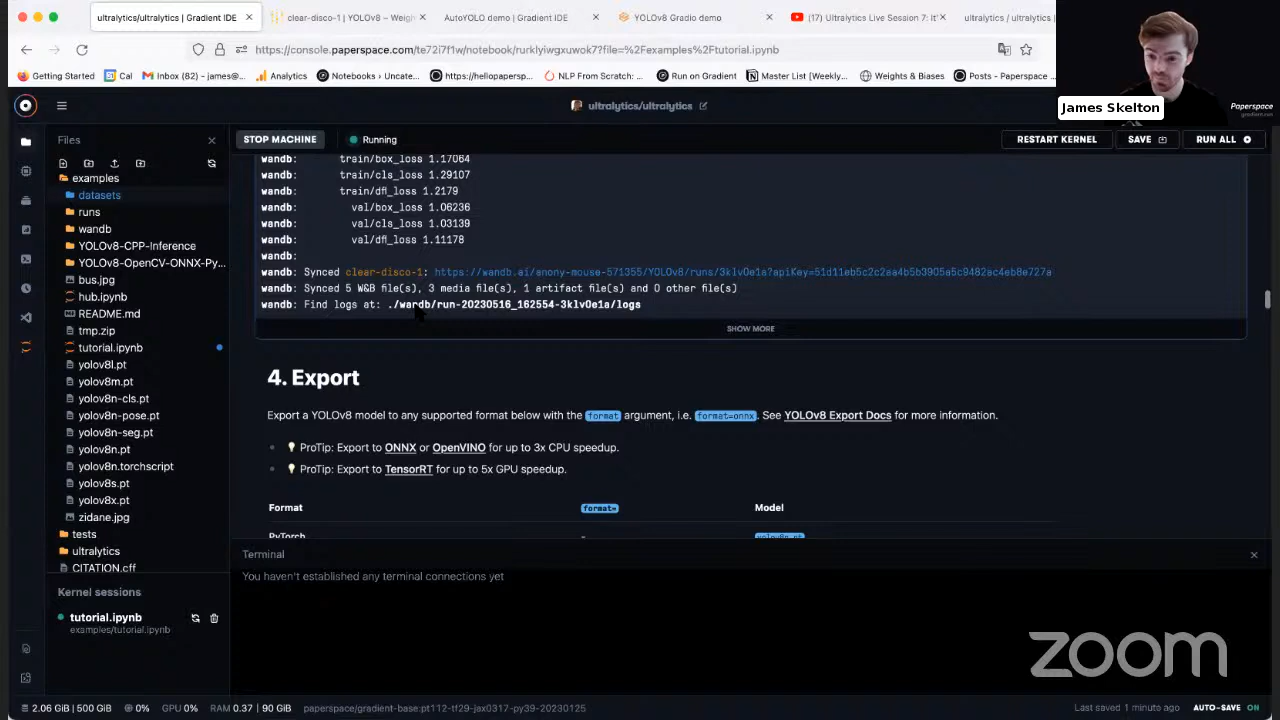 ultralytics/ultralytics | Gradient IDE
clear-disco-1 | YOLOv8 – Weigh
AutoYOLO demo | Gradient IDE
YOLOv8 Gradio demo
(17) Ultralytics Live Session 7: It'
ultralytics / ultralytics |
https://console.paperspace.com/te72i7f1w/notebook/rurklyiwgxuwok7?file=%2Fexamples%2Ftutorial.ipynb
Getting Started
Cal
Inbox (82) - james@...
Analytics
Notebooks › Uncate...
https://hellopapersp...
NLP From Scratch:...
Run on Gradient
Master List [Weekly...
Weights & Biases
Posts - Paperspace
James Skelton
Paperspace
gradient.com
ultralytics/ultralytics
Files
STOP MACHINE
Running
RESTART KERNEL
SAVE
RUN ALL
examples
datasets
runs
wandb
YOLOv8-CPP-Inference
YOLOv8-OpenCV-ONNX-Py...
bus.jpg
hub.ipynb
README.md
tmp.zip
tutorial.ipynb
yolov8l.pt
yolov8m.pt
yolov8n-cls.pt
yolov8n-pose.pt
yolov8n-seg.pt
yolov8n.pt
yolov8n.torchscript
yolov8s.pt
yolov8x.pt
zidane.jpg
tests
ultralytics
CITATION.cff
Kernel sessions
tutorial.ipynb
examples/tutorial.ipynb
wandb: train/box_loss 1.17064
wandb: train/cls_loss 1.29107
wandb: train/dfl_loss 1.2179
wandb: val/box_loss 1.06236
wandb: val/cls_loss 1.03139
wandb: val/dfl_loss 1.11178
wandb:
wandb: Synced clear-disco-1: https://wandb.ai/anony-mouse-571355/YOLOv8/runs/3klv0e1a?apiKey=51d11eb5c2c2aa4b5b3905a5c9482ac4eb8e727a
wandb: Synced 5 W&B file(s), 3 media file(s), 1 artifact file(s) and 0 other file(s)
wandb: Find logs at: ./wandb/run-20230516_162554-3klv0e1a/logs
SHOW MORE
4. Export
Export a YOLOv8 model to any supported format below with the format argument, i.e. format=onnx. See YOLOv8 Export Docs for more information.
ProTip: Export to ONNX or OpenVINO for up to 3x CPU speedup.
ProTip: Export to TensorRT for up to 5x GPU speedup.
Format format= Model
PyTorch - yolov8n.pt
Terminal
You haven't established any terminal connections yet
zoom
2.06 GiB | 500 GiB
0%
GPU 0%
RAM 0.37 | 90 GiB
paperspace/gradient-base:pt112-tf29-jax0317-py39-20230125
Last saved 1 minute ago
AUTO-SAVE ON